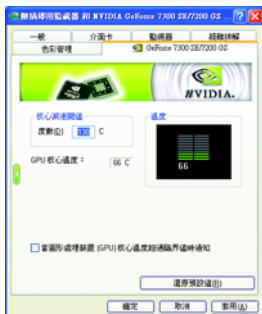 隨插即用監視器 和 NVIDIA GeForce 7300 SE/7200 GS ...
一般
介面卡
監視器
疑難排解
色彩管理
GeForce 7300 SE/7200 GS
NVIDIA.
核心減速閾值
度數(D) 130 C
溫度
GPU 核心溫度：
66 C
66
當圖形處理裝置 (GPU) 核心溫度超過臨界值時通知
還原預設值(R)
確定
取消
套用(A)